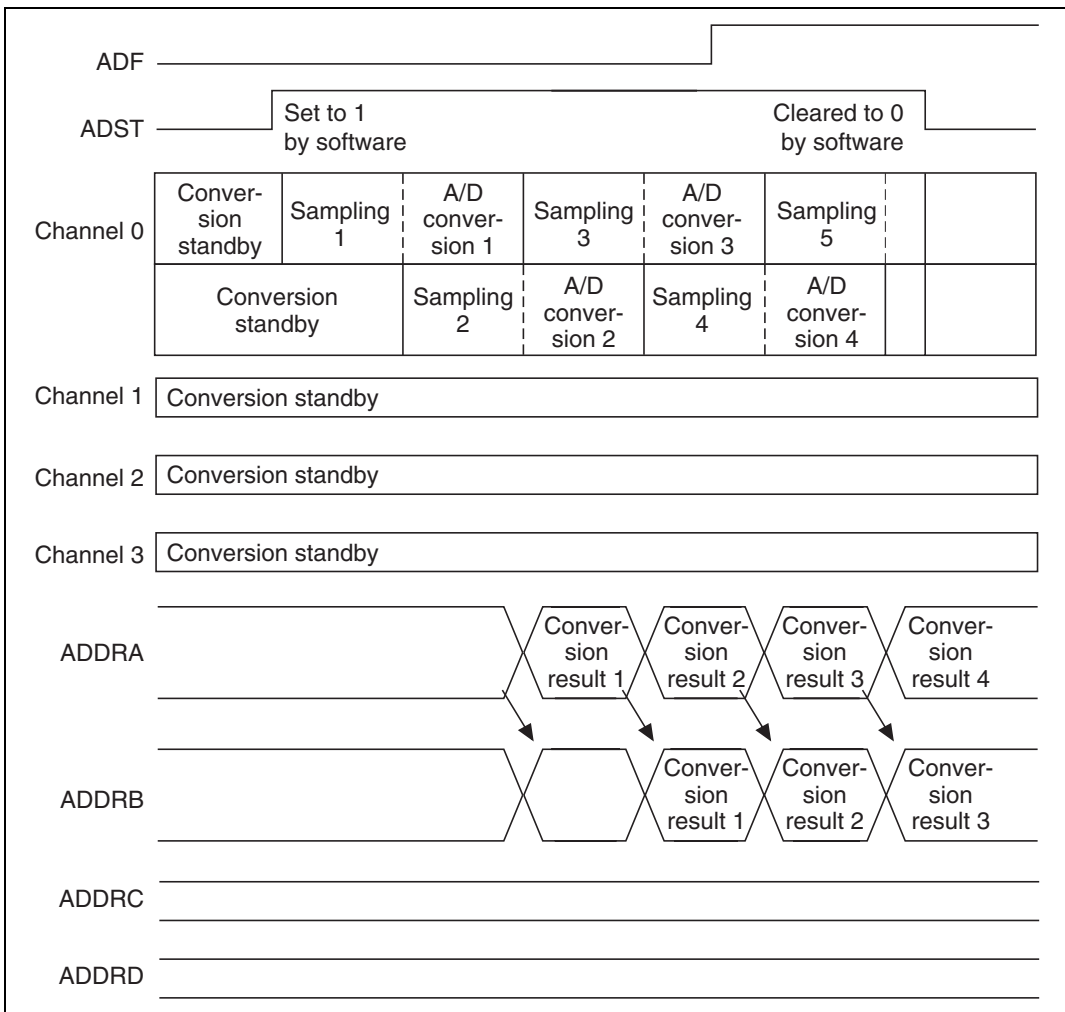 ADF
ADST
Set to 1
by software
Cleared to 0
by software
Channel 0
Conver-
sion
standby
Sampling
1
A/D
conver-
sion 1
Sampling
3
A/D
conver-
sion 3
Sampling
5
Conversion
standby
Sampling
2
A/D
conver-
sion 2
Sampling
4
A/D
conver-
sion 4
Channel 1
Conversion standby
Channel 2
Conversion standby
Channel 3
Conversion standby
ADDRA
Conver-
sion
result 1
Conver-
sion
result 2
Conver-
sion
result 3
Conver-
sion
result 4
ADDRB
Conver-
sion
result 1
Conver-
sion
result 2
Conver-
sion
result 3
ADDRC
ADDRD